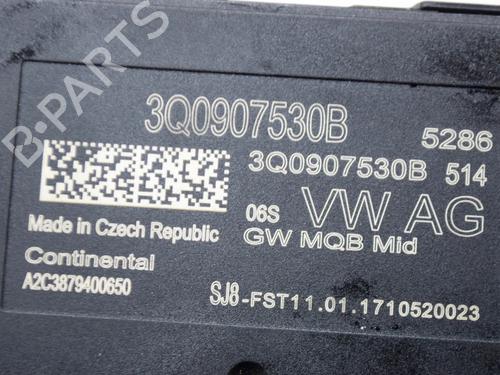 B-PARTS
3Q0907530B
5286
3Q0907530B 514
06S VW AG
Made in Czech Republic
GW MQB Mid
Continental
A2C3879400650
SJ8-FST11.01.1710520023